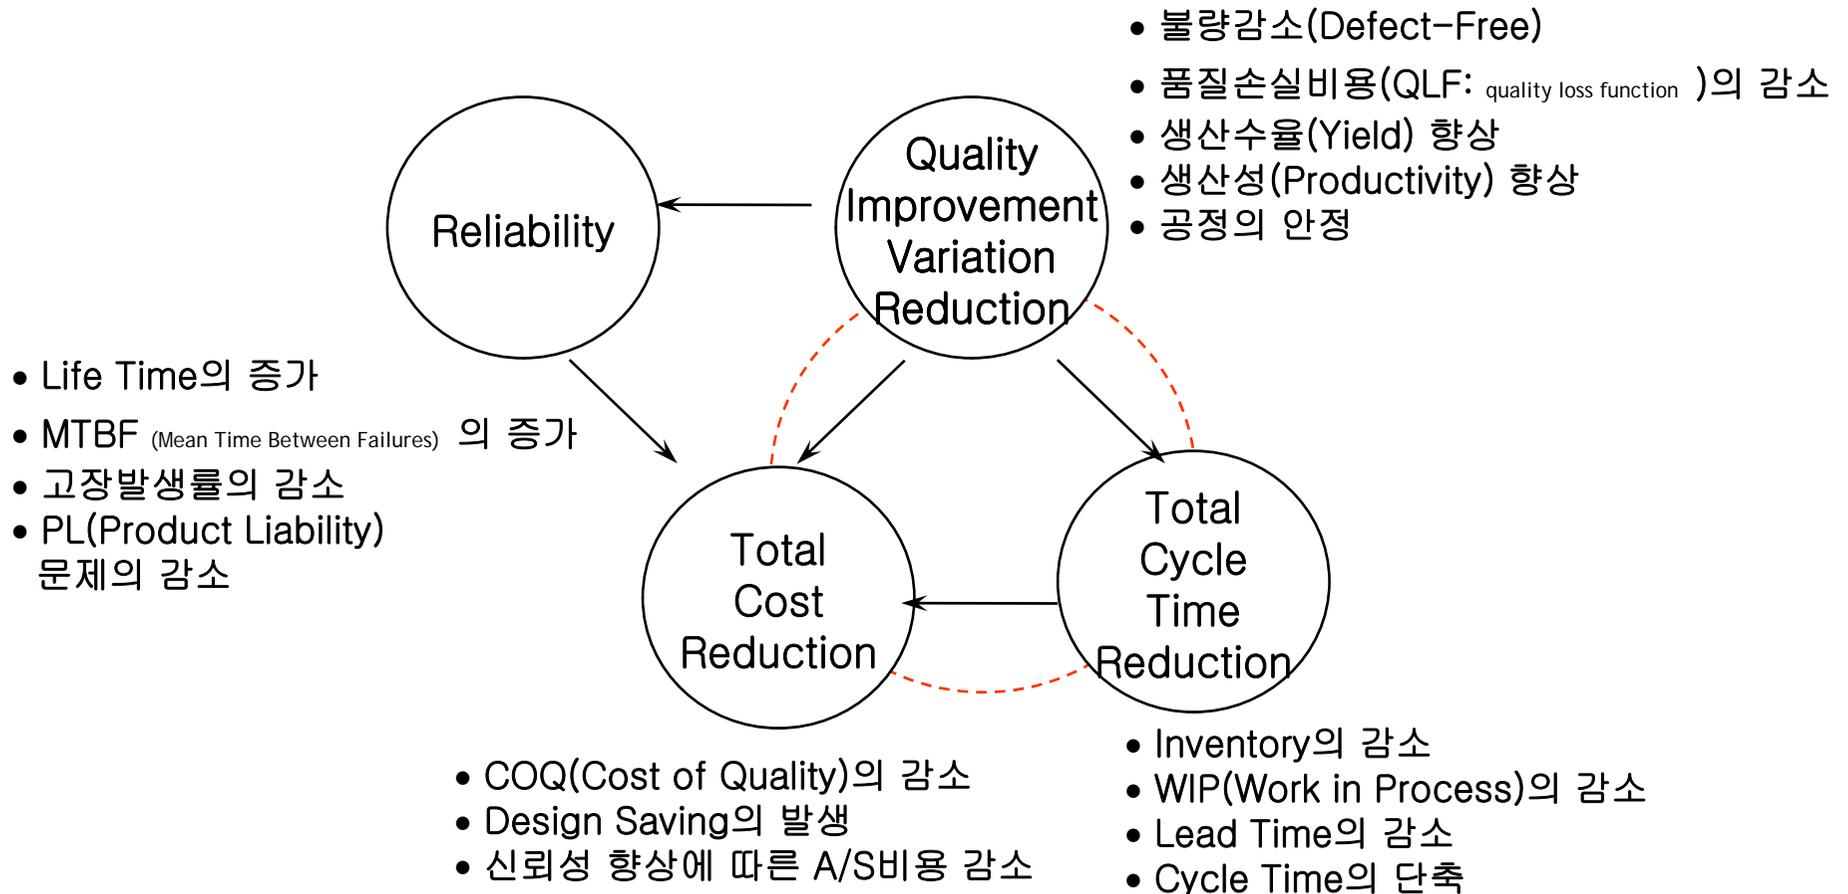 • 불량감소(Defect-Free)
• 품질손실비용(QLF: quality loss function )의 감소
• 생산수율(Yield) 향상
• 생산성(Productivity) 향상
• 공정의 안정
Quality
Improvement
Variation
Reduction
Reliability
• Life Time의 증가
• MTBF (Mean Time Between Failures) 의 증가
• 고장발생률의 감소
• PL(Product Liability)
문제의 감소
Total
Cost
Reduction
Total
Cycle
Time
Reduction
• COQ(Cost of Quality)의 감소
• Design Saving의 발생
• 신뢰성 향상에 따른 A/S비용 감소
• Inventory의 감소
• WIP(Work in Process)의 감소
• Lead Time의 감소
• Cycle Time의 단축